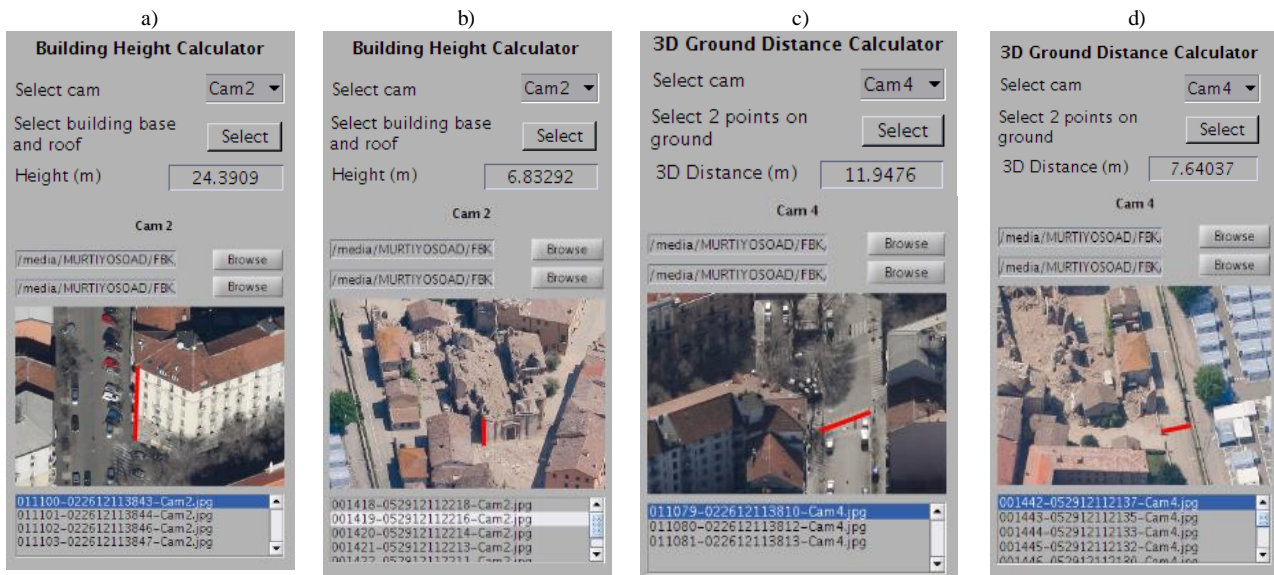 a)
Building Height Calculator
Select cam
Cam2
Select building base
and roof
Select
Height (m)
24.3909
Cam 2
/media/MURTIYOSOAD/FBK
Browse
/media/MURTIYOSOAD/FBK
Browse
011100-022612113843-Cam2.jpg
011101-022612113844-Cam2.jpg
011102-022612113846-Cam2.jpg
011103-022612113847-Cam2.jpg
b)
Building Height Calculator
Select cam
Cam2
Select building base
and roof
Select
Height (m)
6.83292
Cam 2
/media/MURTIYOSOAD/FBK
Browse
/media/MURTIYOSOAD/FBK
Browse
001418-052912112218-Cam2.jpg
001419-052912112216-Cam2.jpg
001420-052912112214-Cam2.jpg
001421-052912112213-Cam2.jpg
001422-052912112211-Cam2.jpg
c)
3D Ground Distance Calculator
Select cam
Cam4
Select 2 points on
ground
Select
3D Distance (m)
11.9476
Cam 4
/media/MURTIYOSOAD/FBK/
Browse
/media/MURTIYOSOAD/FBK/
Browse
011079-022612113810-Cam4.jpg
011080-022612113812-Cam4.jpg
011081-022612113813-Cam4.jpg
d)
3D Ground Distance Calculator
Select cam
Cam4
Select 2 points on
ground
Select
3D Distance (m)
7.64037
Cam 4
/media/MURTIYOSOAD/FBK/
Browse
/media/MURTIYOSOAD/FBK/
Browse
001442-052912112137-Cam4.jpg
001443-052912112135-Cam4.jpg
001444-052912112133-Cam4.jpg
001445-052912112132-Cam4.jpg
001446-052912112130-Cam4.jpg